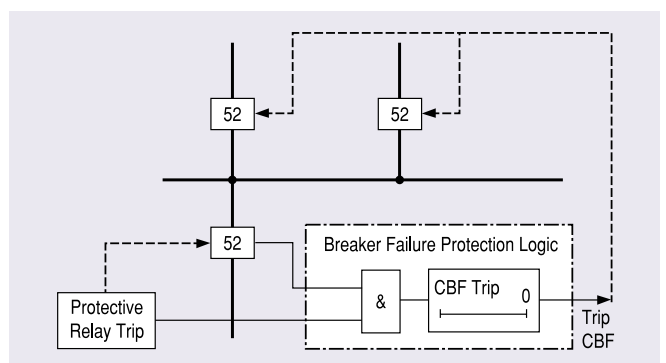 52
52
52
Breaker Failure Protection Logic
CBF Trip
0
&
Protective
Relay Trip
Trip
CBF